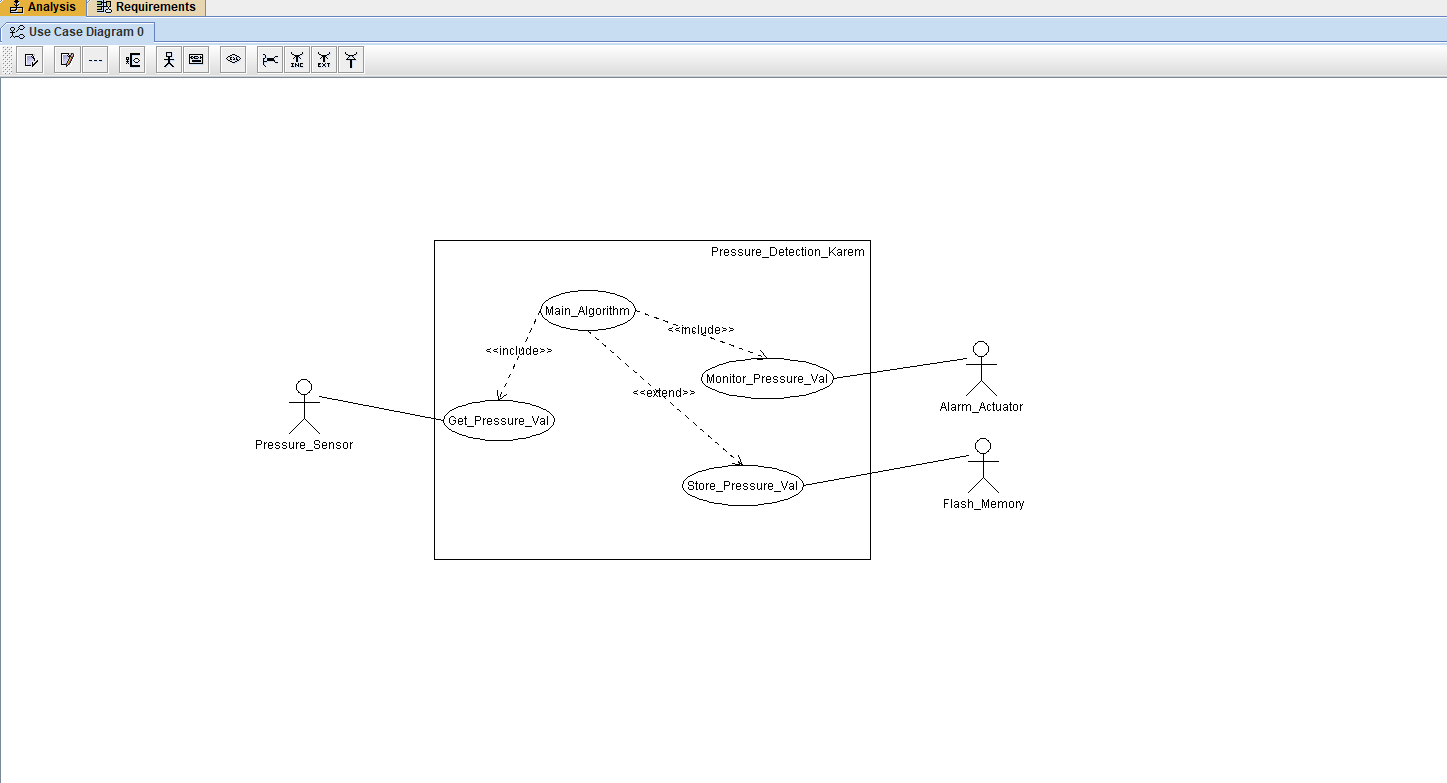 Analysis
Requirements
Use Case Diagram 0
INC
EXT
Pressure_Detection_Karem
Main_Algorithm
<<include>>
<<include>>
Monitor_Pressure_Val
Alarm_Actuator
<<extend>>
Get_Pressure_Val
Pressure_Sensor
Store_Pressure_Val
Flash_Memory